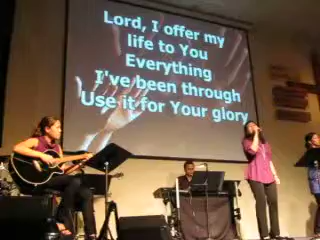 Lord, I offer my
life to You
Everything
I've been through
Use it for Your glory